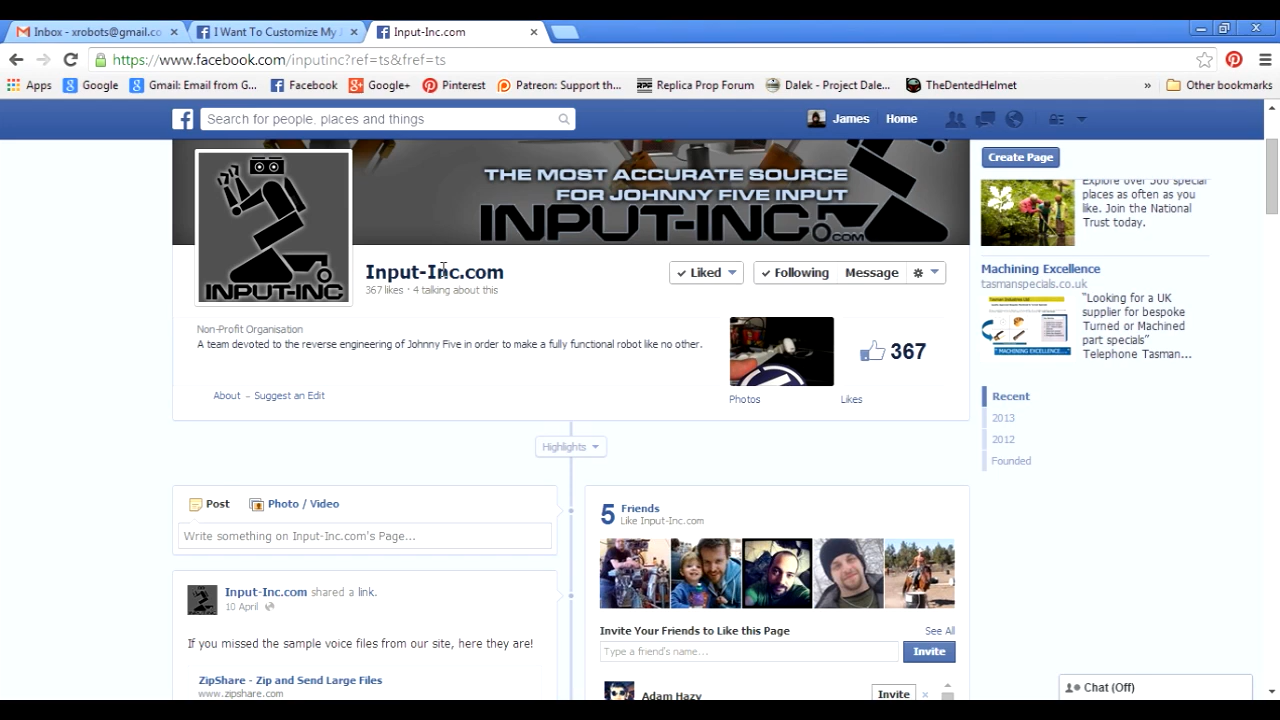 Inbox - xrobots@gmail.co
I Want To Customize My J
Input-Inc.com
https://www.facebook.com/inputinc?ref=ts&fref=ts
Apps
Google
Gmail: Email from G...
Facebook
Google+
Pinterest
Patreon: Support th...
Replica Prop Forum
Dalek - Project Dale...
TheDentedHelmet
»
Other bookmarks
Search for people, places and things
James
Home
THE MOST ACCURATE SOURCE
FOR JOHNNY FIVE INPUT
INPUT-INC.COM
INPUT-INC
Input-Inc.com
367 likes · 4 talking about this
Liked
Following
Message
Non-Profit Organisation
A team devoted to the reverse engineering of Johnny Five in order to make a fully functional robot like no other.
About - Suggest an Edit
Photos
367
Likes
Create Page
Explore over 500 special
places as often as you
like. Join the National
Trust today.
Machining Excellence
tasmanspecials.co.uk
"Looking for a UK
supplier for bespoke
Turned or Machined
part specials"
Telephone Tasman...
Recent
2013
2012
Founded
Highlights
Post
Photo / Video
Write something on Input-Inc.com's Page...
Input-Inc.com shared a link.
10 April
If you missed the sample voice files from our site, here they are!
ZipShare - Zip and Send Large Files
www.zipshare.com
5 Friends
Like Input-Inc.com
Invite Your Friends to Like this Page
See All
Type a friend's name...
Invite
Adam Hazy
Invite
Chat (Off)